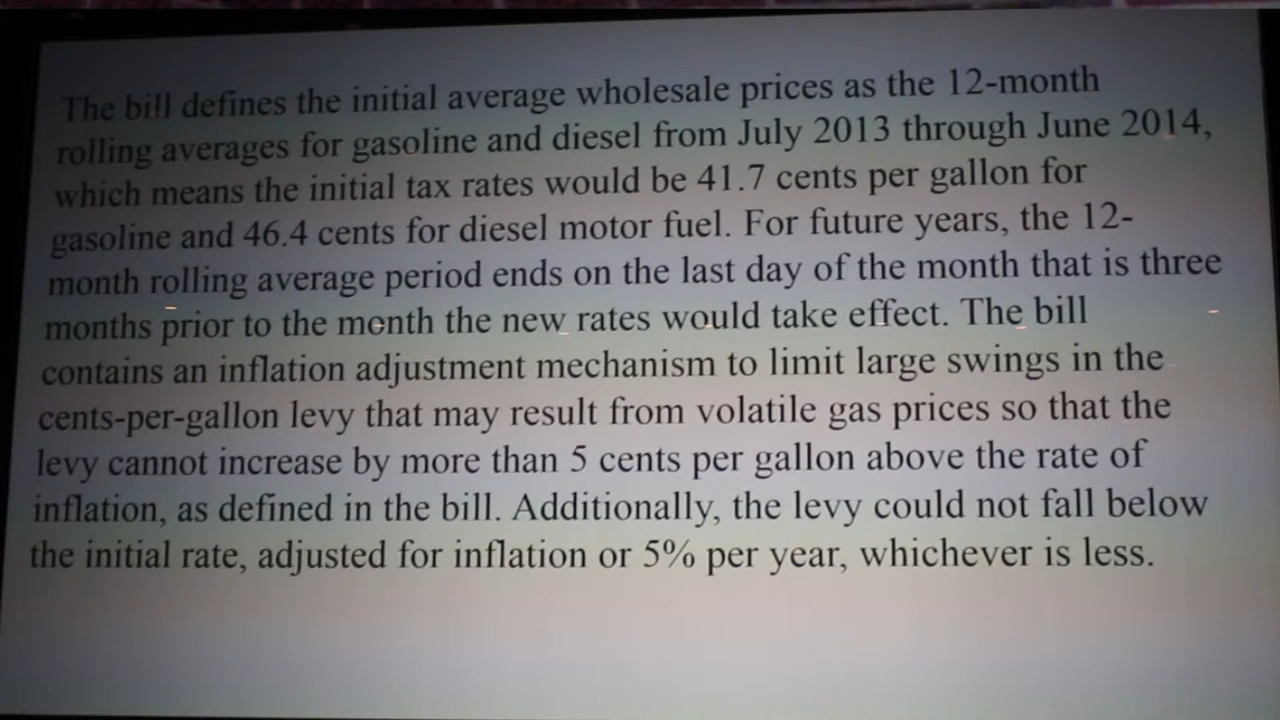 The bill defines the initial average wholesale prices as the 12-month
rolling averages for gasoline and diesel from July 2013 through June 2014,
which means the initial tax rates would be 41.7 cents per gallon for
gasoline and 46.4 cents for diesel motor fuel. For future years, the 12-
month rolling average period ends on the last day of the month that is three
months prior to the month the new rates would take effect. The bill
contains an inflation adjustment mechanism to limit large swings in the
cents-per-gallon levy that may result from volatile gas prices so that the
levy cannot increase by more than 5 cents per gallon above the rate of
inflation, as defined in the bill. Additionally, the levy could not fall below
the initial rate, adjusted for inflation or 5% per year, whichever is less.